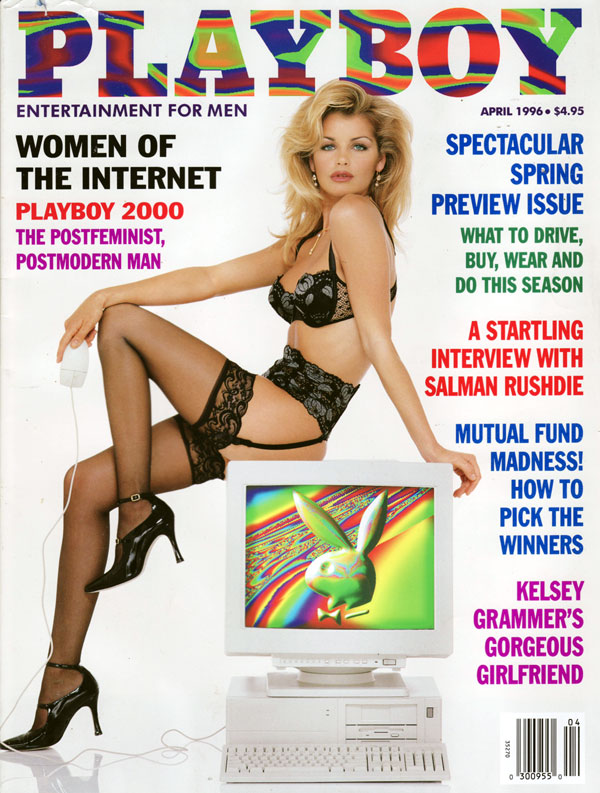 PLAYBOY
ENTERTAINMENT FOR MEN
APRIL 1996 • $4.95
WOMEN OF
THE INTERNET
PLAYBOY 2000
THE POSTFEMINIST,
POSTMODERN MAN
SPECTACULAR
SPRING
PREVIEW ISSUE
WHAT TO DRIVE,
BUY, WEAR AND
DO THIS SEASON
A STARTLING
INTERVIEW WITH
SALMAN RUSHDIE
MUTUAL FUND
MADNESS!
HOW TO
PICK THE
WINNERS
KELSEY
GRAMMER'S
GORGEOUS
GIRLFRIEND
04
35270
0 300955 0